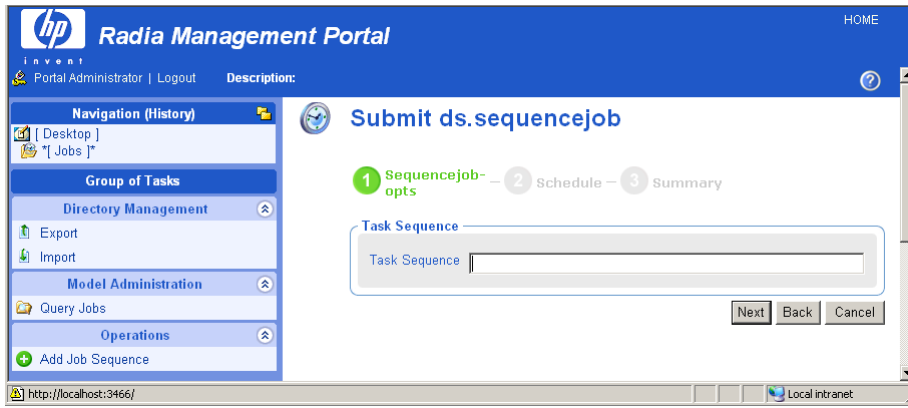 HOME
hp
Radia Management Portal
invent
Portal Administrator | Logout Description:
?
Navigation (History)
[ Desktop ]
*[ Jobs ]*
Group of Tasks
Directory Management
Export
Import
Model Administration
Query Jobs
Operations
Add Job Sequence
Submit ds.sequencejob
1 Sequencejob-
opts
– 2 Schedule – 3 Summary
Task Sequence
Task Sequence
Next Back Cancel
http://localhost:3466/ Local intranet